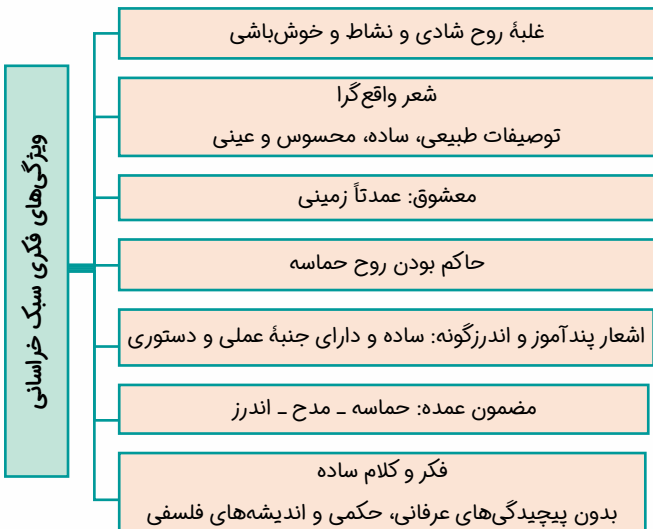 ویژگی‌های فکری سبک خراسانی
غلبۀ روح شادی و نشاط و خوش‌باشی
شعر واقع‌گرا
توصیفات طبیعی، ساده، محسوس و عینی
معشوق: عمدتاً زمینی
حاکم بودن روح حماسه
اشعار پندآموز و اندرزگونه: ساده و دارای جنبۀ عملی و دستوری
مضمون عمده: حماسه ـ مدح ـ اندرز
فکر و کلام ساده
بدون پیچیدگی‌های عرفانی، حکمی و اندیشه‌های فلسفی